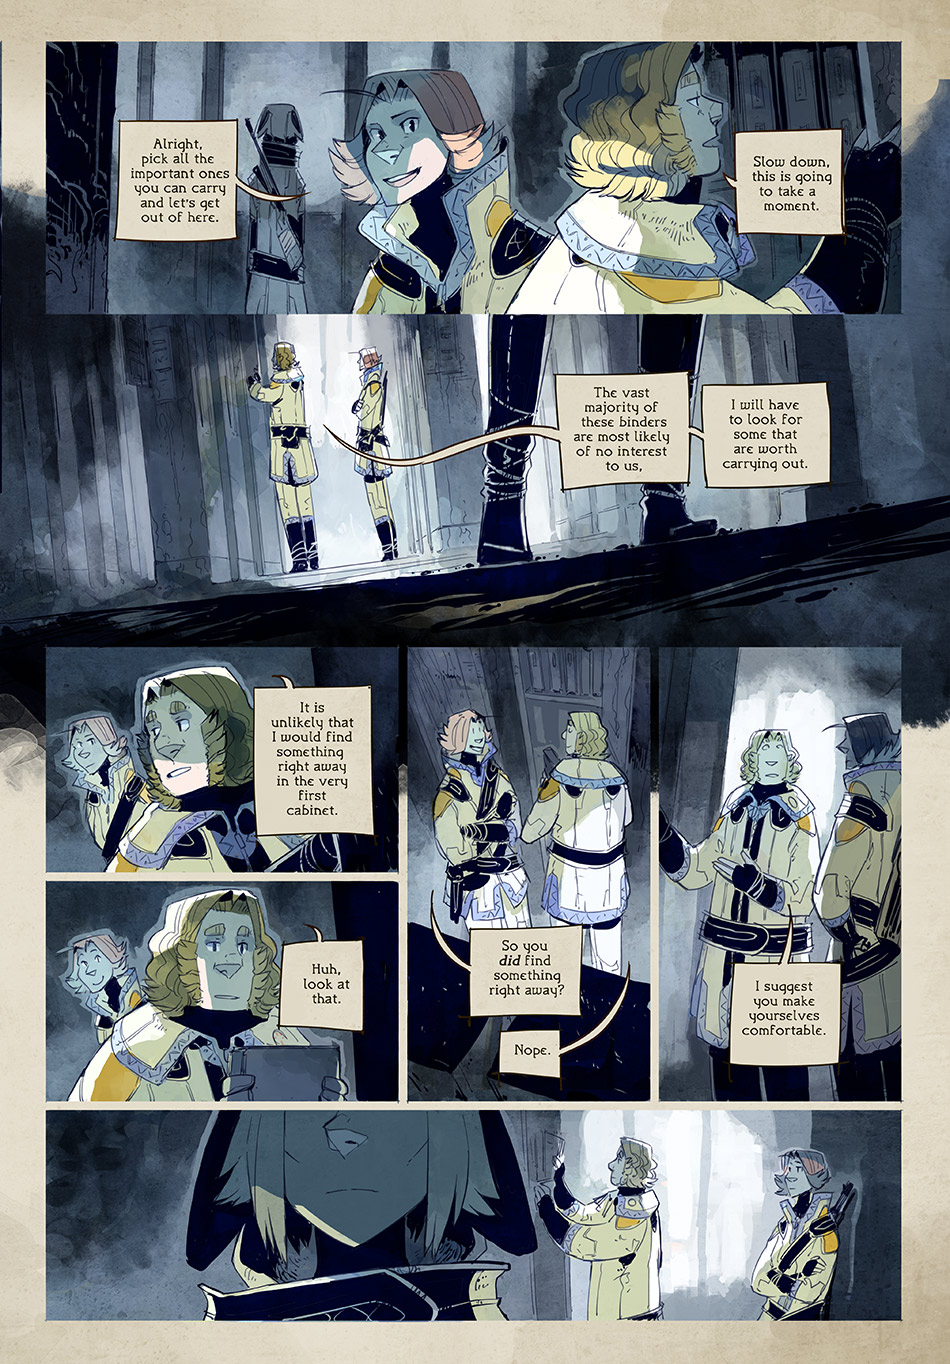 Alright,
pick all the
important ones
you can carry
and let's get
out of here.
Slow down,
this is going
to take a
moment.
The vast
majority of
these binders
are most likely
of no interest
to us,
I will have
to look for
some that
are worth
carrying out.
It is
unlikely that
I would find
something
right away
in the very
first
cabinet.
Huh,
look at
that.
So you
did find
something
right away?
Nope.
I suggest
you make
yourselves
comfortable.